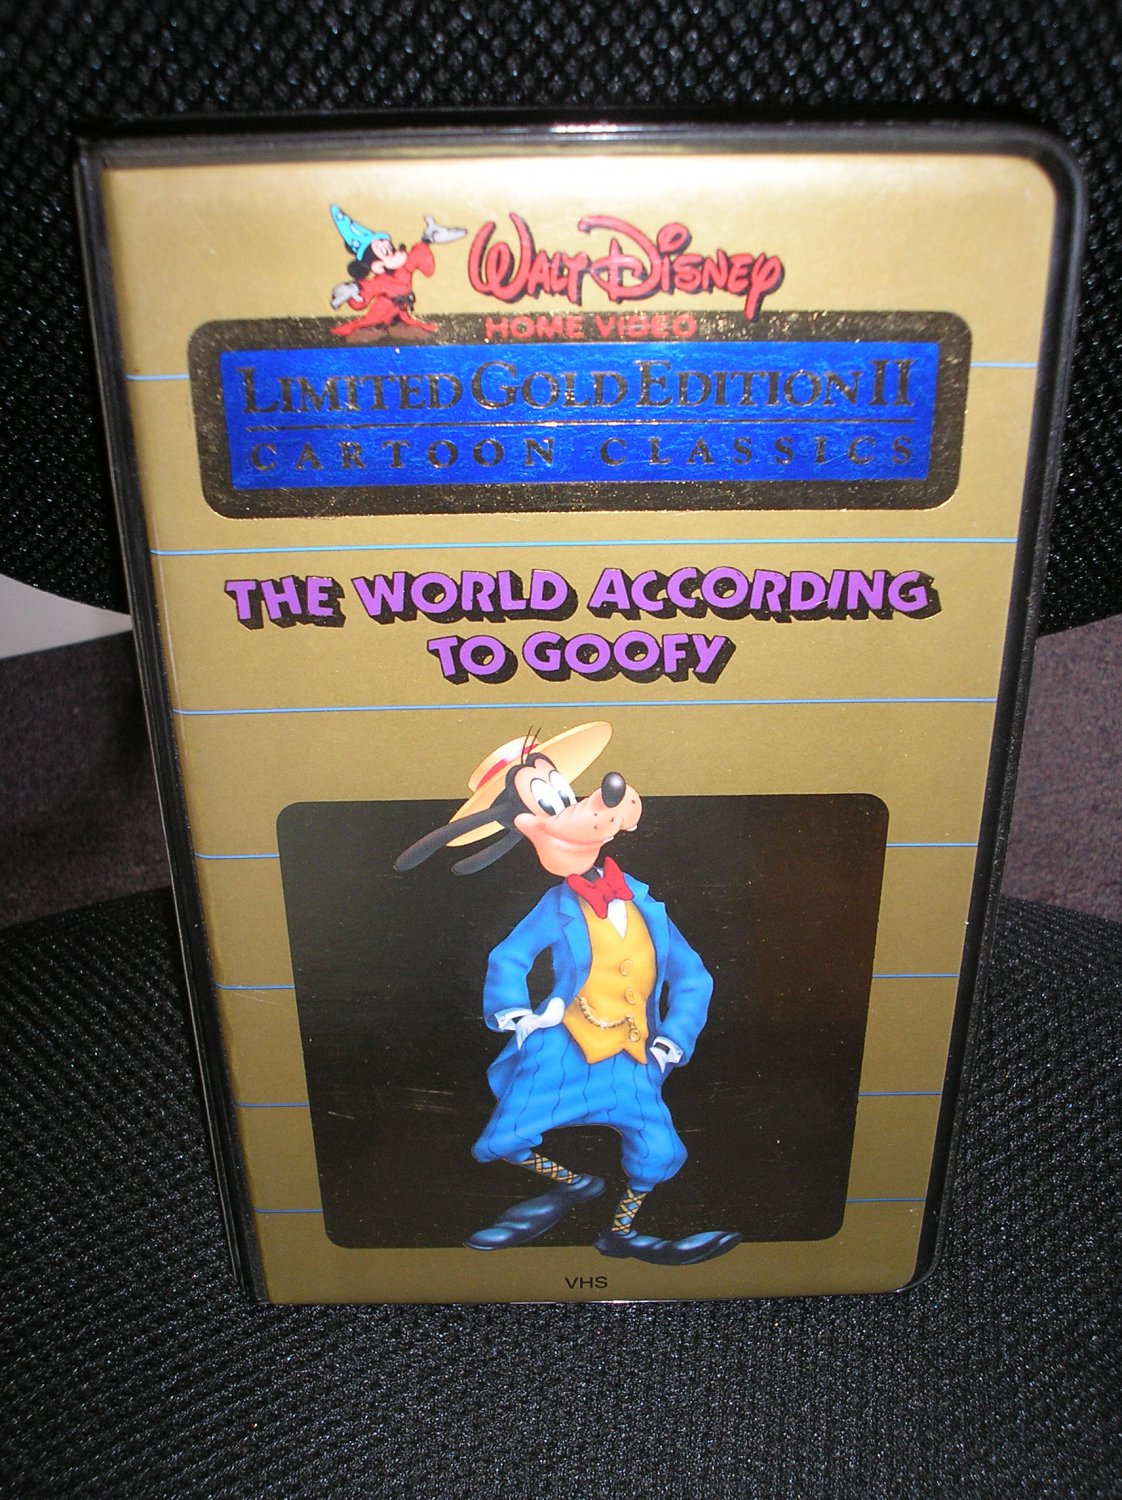 WALT DISNEY
HOME VIDEO
LIMITED GOLD EDITION II
CARTOON CLASSICS
THE WORLD ACCORDING
TO GOOFY
VHS